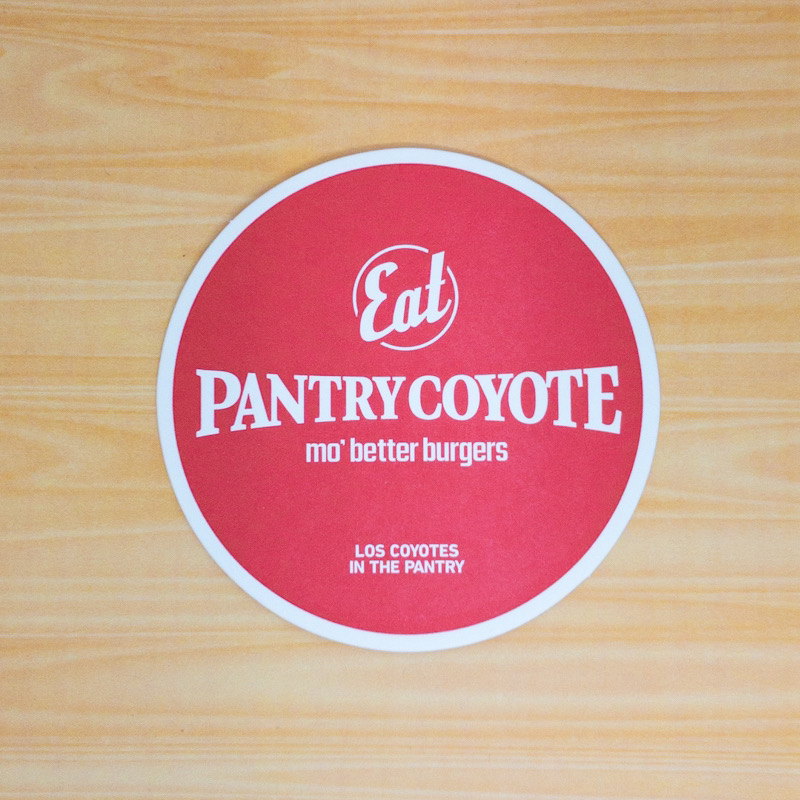 Eat
PANTRY COYOTE
mo' better burgers
LOS COYOTES
IN THE PANTRY